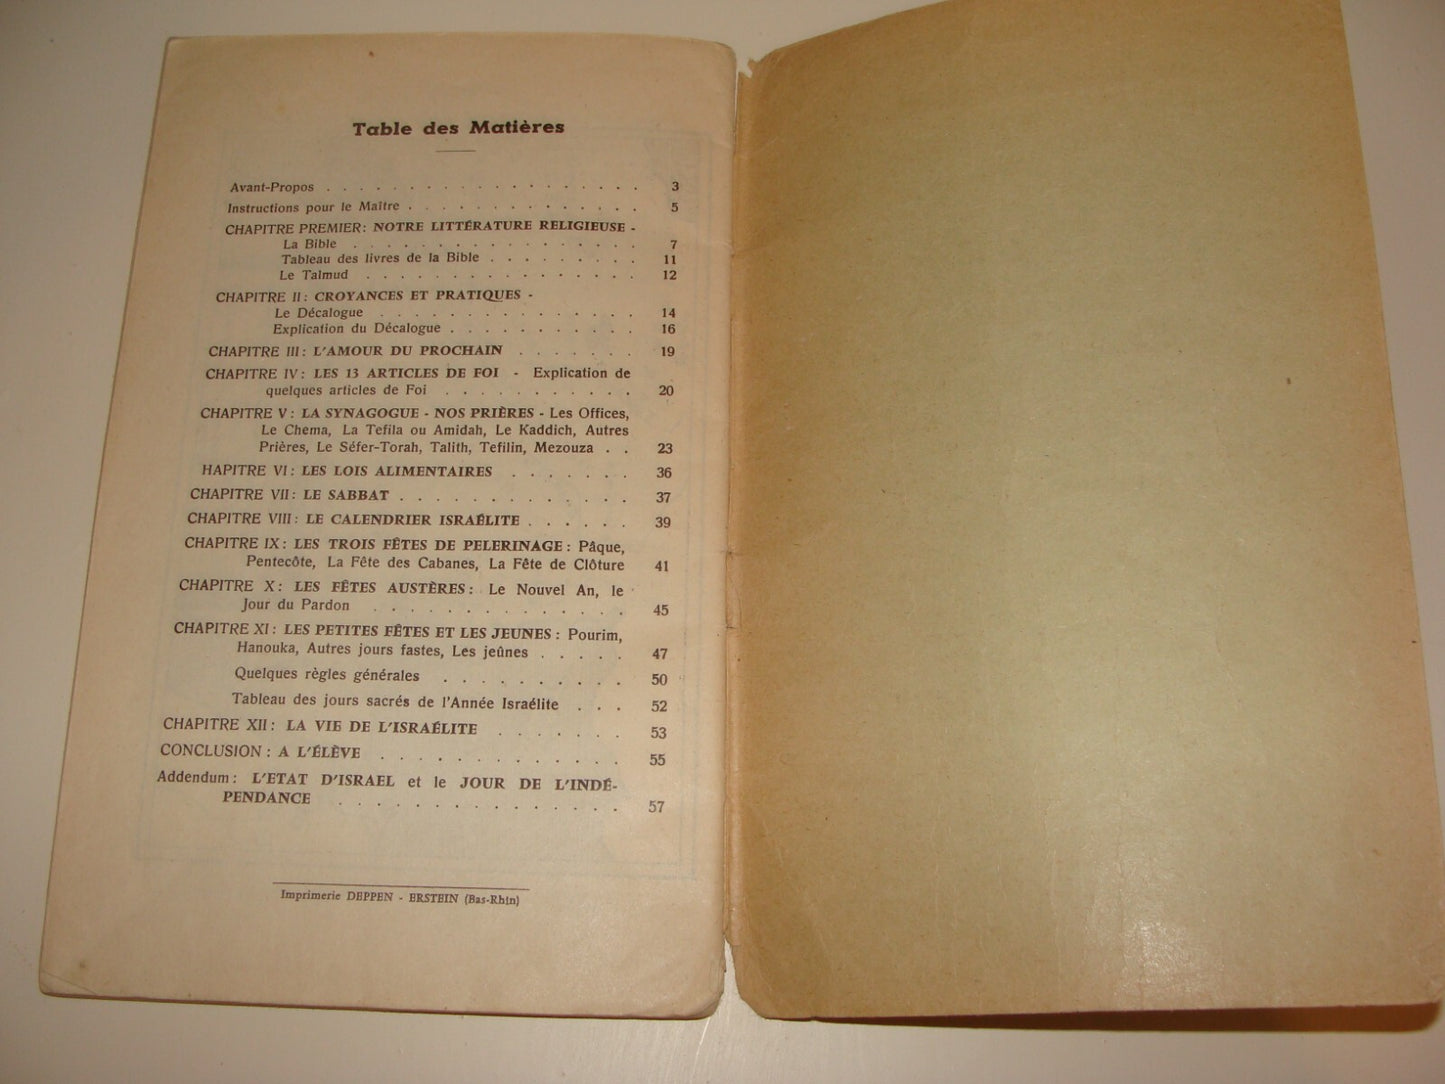 Table des Matières
Avant-Propos . . . . . . . . . . . . . . . . . . 3
Instructions pour le Maître . . . . . . . . . . . . . 5
CHAPITRE PREMIER: NOTRE LITTÉRATURE RELIGIEUSE -
La Bible . . . . . . . . . . . . . . . . 7
Tableau des livres de la Bible . . . . . . . . . 11
Le Talmud . . . . . . . . . . . . . . . 12
CHAPITRE II: CROYANCES ET PRATIQUES -
Le Décalogue . . . . . . . . . . . . . . 14
Explication du Décalogue . . . . . . . . . . . 16
CHAPITRE III: L'AMOUR DU PROCHAIN . . . . . . . 19
CHAPITRE IV: LES 13 ARTICLES DE FOI - Explication de
quelques articles de Foi . . . . . . . . . . . 20
CHAPITRE V: LA SYNAGOGUE - NOS PRIÈRES - Les Offices,
Le Chema, La Tefila ou Amidah, Le Kaddich, Autres
Prières, Le Séfer-Torah, Talith, Tefilin, Mezouza . . 23
HAPITRE VI: LES LOIS ALIMENTAIRES . . . . . . . 36
CHAPITRE VII: LE SABBAT . . . . . . . . . . . . 37
CHAPITRE VIII: LE CALENDRIER ISRAÉLITE . . . . . . 39
CHAPITRE IX: LES TROIS FÊTES DE PELERINAGE: Pâque,
Pentecôte, La Fête des Cabanes, La Fête de Clôture 41
CHAPITRE X: LES FÊTES AUSTÈRES: Le Nouvel An, le
Jour du Pardon . . . . . . . . . . . . . 45
CHAPITRE XI: LES PETITES FÊTES ET LES JEUNES: Pourim,
Hanouka, Autres jours fastes, Les jeûnes . . . . . 47
Quelques règles générales . . . . . . . . . . 50
Tableau des jours sacrés de l'Année Israélite . . . 52
CHAPITRE XII: LA VIE DE L'ISRAÉLITE . . . . . . . 53
CONCLUSION: A L'ÉLÈVE . . . . . . . . . . . . . 55
Addendum: L'ETAT D'ISRAEL et le JOUR DE L'INDÉ-
PENDANCE . . . . . . . . . . . . . . . 57
Imprimerie DEPPEN - ERSTEIN (Bas-Rhin)